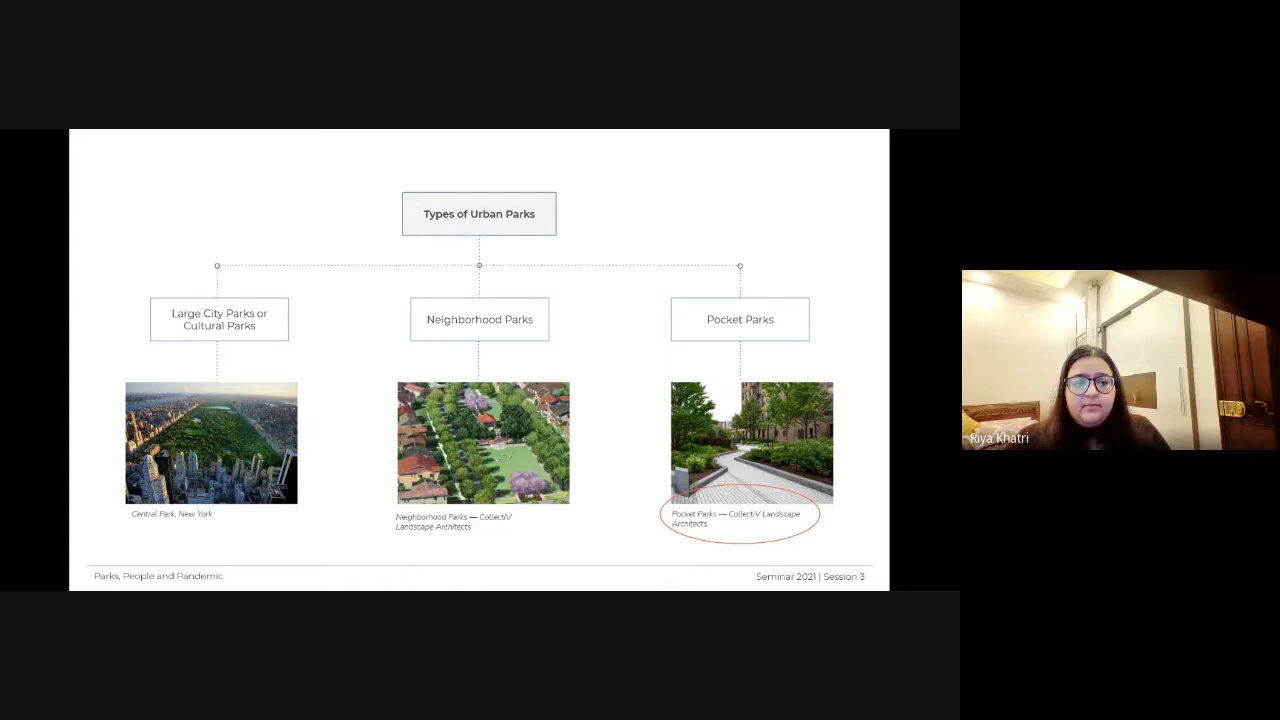 Types of Urban Parks
Large City Parks or
Cultural Parks
Neighborhood Parks
Pocket Parks
Central Park, New York
Neighborhood Parks — CollectiV
Landscape Architects
Pocket Parks — CollectiV Landscape
Architects
Parks, People and Pandemic
Seminar 2021 | Session 3
Riya Khatri